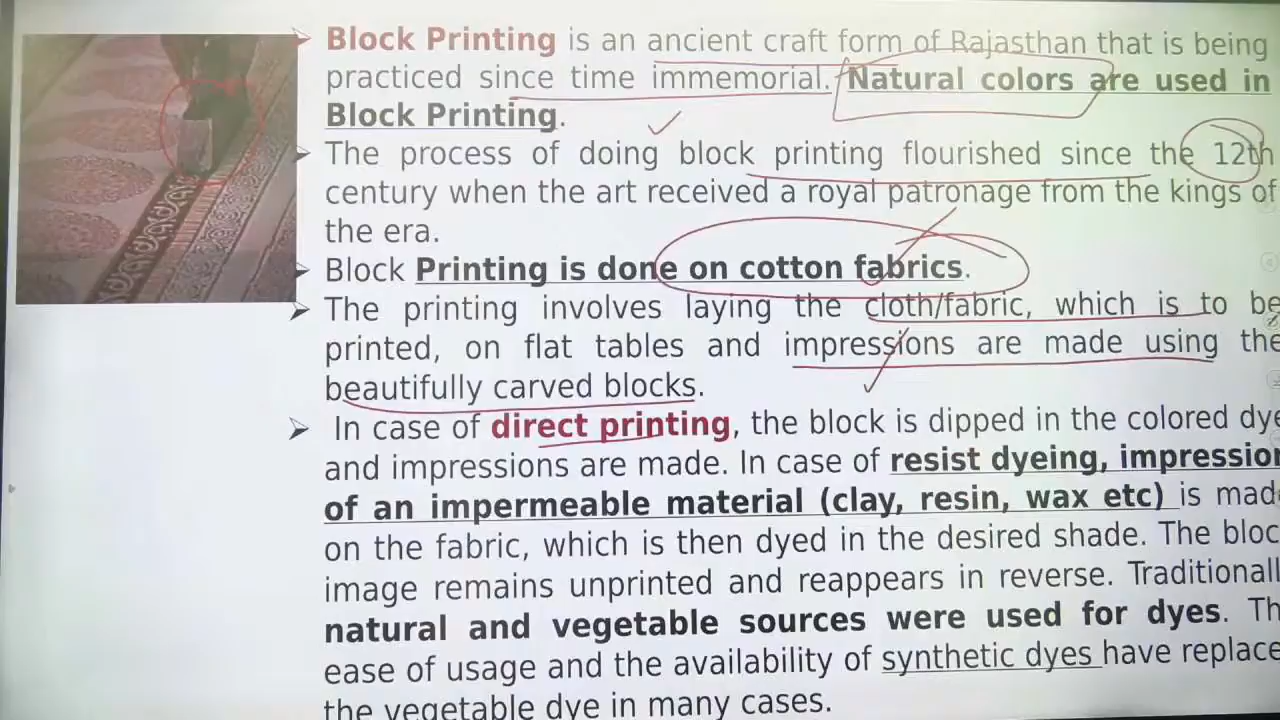 ➢ Block Printing is an ancient craft form of Rajasthan that is being
practiced since time immemorial. Natural colors are used in
Block Printing.
➢ The process of doing block printing flourished since the 12th
century when the art received a royal patronage from the kings of
the era.
➢ Block Printing is done on cotton fabrics.
➢ The printing involves laying the cloth/fabric, which is to be
printed, on flat tables and impressions are made using the
beautifully carved blocks.
➢ In case of direct printing, the block is dipped in the colored dye
and impressions are made. In case of resist dyeing, impression
of an impermeable material (clay, resin, wax etc) is mad
on the fabric, which is then dyed in the desired shade. The bloc
image remains unprinted and reappears in reverse. Traditionall
natural and vegetable sources were used for dyes. Th
ease of usage and the availability of synthetic dyes have replace
the vegetable dye in many cases.